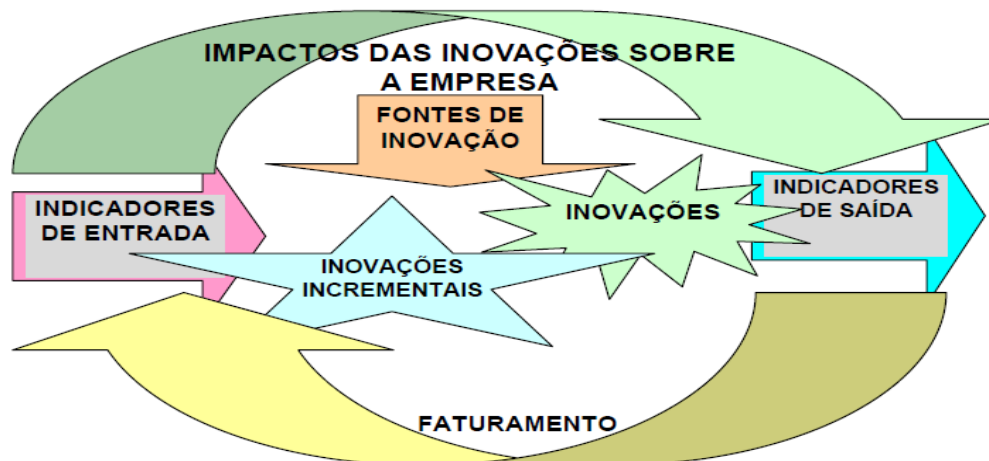 IMPACTOS DAS INOVAÇÕES SOBRE
A EMPRESA
FONTES DE
INOVAÇÃO
INDICADORES
DE ENTRADA
INOVAÇÕES
INDICADORES
DE SAÍDA
INOVAÇÕES
INCREMENTAIS
FATURAMENTO